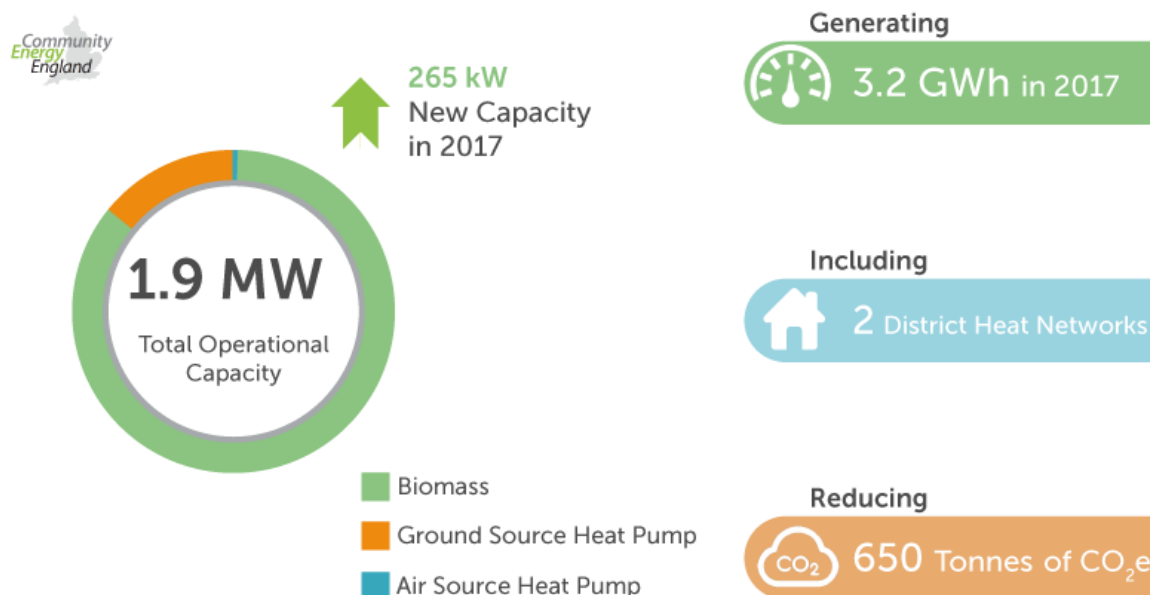 Community
Energy
England
265 kW
New Capacity
in 2017
1.9 MW
Total Operational
Capacity
Biomass
Ground Source Heat Pump
Air Source Heat Pump
Generating
3.2 GWh in 2017
Including
2 District Heat Networks
Reducing
CO₂
650 Tonnes of CO₂e